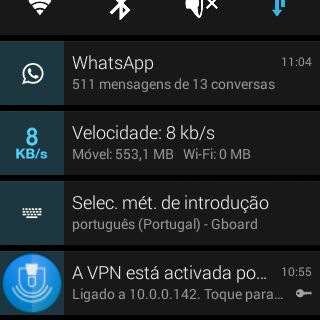 WhatsApp 11:04
511 mensagens de 13 conversas
8 Velocidade: 8 kb/s
KB/s Móvel: 553,1 MB Wi-Fi: 0 MB
Selec. mét. de introdução
português (Portugal) - Gboard
A VPN está activada po... 10:55
Ligado a 10.0.0.142. Toque para...